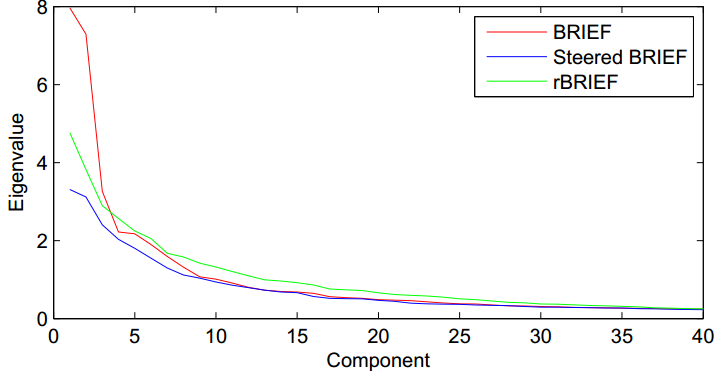 8
6
4
2
0
Eigenvalue
BRIEF
Steered BRIEF
rBRIEF
0 5 10 15 20 25 30 35 40
Component